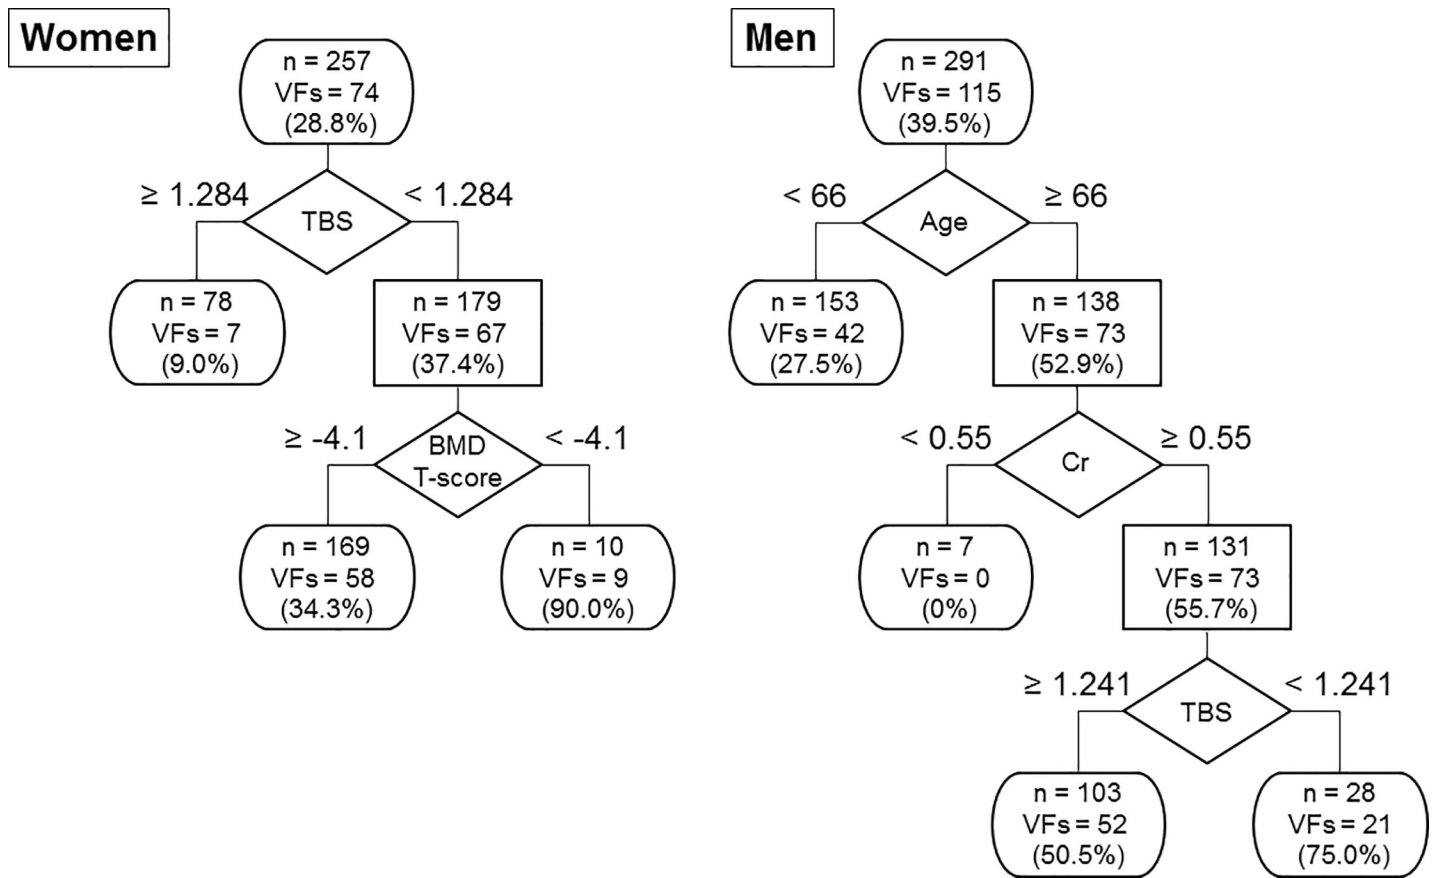 Women
n = 257
VFs = 74
(28.8%)
≥ 1.284
< 1.284
TBS
n = 78
VFs = 7
(9.0%)
n = 179
VFs = 67
(37.4%)
≥ -4.1
< -4.1
BMD
T-score
n = 169
VFs = 58
(34.3%)
n = 10
VFs = 9
(90.0%)
Men
n = 291
VFs = 115
(39.5%)
< 66
≥ 66
Age
n = 153
VFs = 42
(27.5%)
n = 138
VFs = 73
(52.9%)
< 0.55
≥ 0.55
Cr
n = 7
VFs = 0
(0%)
n = 131
VFs = 73
(55.7%)
≥ 1.241
< 1.241
TBS
n = 103
VFs = 52
(50.5%)
n = 28
VFs = 21
(75.0%)